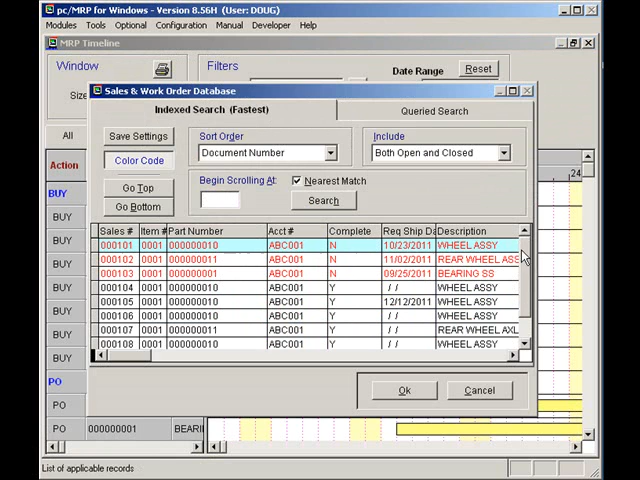 pc/MRP for Windows - Version 8.56H (User: DOUG)
Modules Tools Options Configuration Manual Support
MRP Timeline
Window
Filters
Date Range
Reset
Sales & Work Order Database
Indexed Search (Fastest)
Queried Search
All
Save Settings
Sort Order
Include
Color Code
Document Number
Both Open and Closed
Action
Go Top
Begin Scrolling At:
Nearest Match
24
BUY
Go Bottom
Search
BUY
Sales # Item # Part Number Acct # Complete Req Ship Da Description
BUY
000101 0001 000000010 ABC001 N 10/23/2011 WHEEL ASSY
000102 0001 000000011 ABC001 N 11/02/2011 REAR WHEEL ASS
BUY
000103 0001 000000010 ABC001 N 09/25/2011 BEARING SS
000104 0001 000000010 ABC001 Y / / WHEEL ASSY
BUY
000105 0001 000000010 ABC001 Y 12/12/2011 WHEEL ASSY
BUY
000106 0001 000000010 ABC001 Y / / WHEEL ASSY
000107 0001 000000011 ABC001 Y / / REAR WHEEL AXL
BUY
000108 0001 000000010 ABC001 Y / / WHEEL ASSY
BUY
PO
Ok
Cancel
PO
PO 000000001 BEARI
List of applicable records